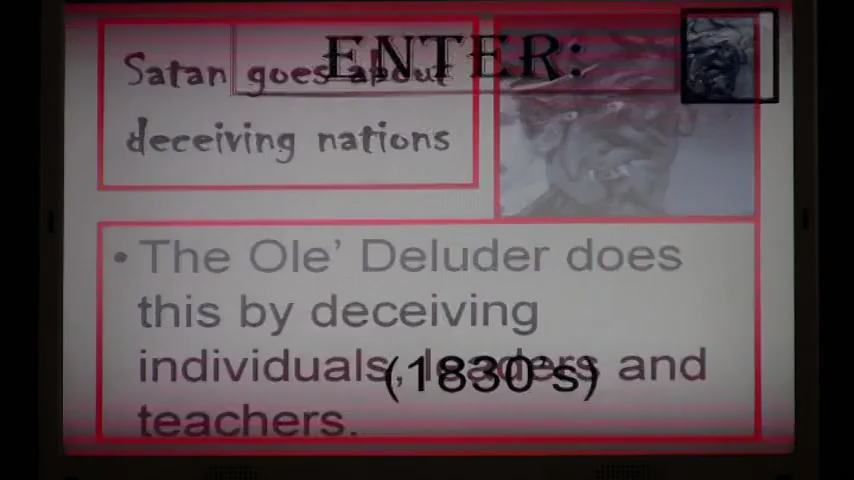 ENTER:
Satan goes about
deceiving nations
• The Ole' Deluder does
this by deceiving
individuals, leaders and
(1830's)
teachers.